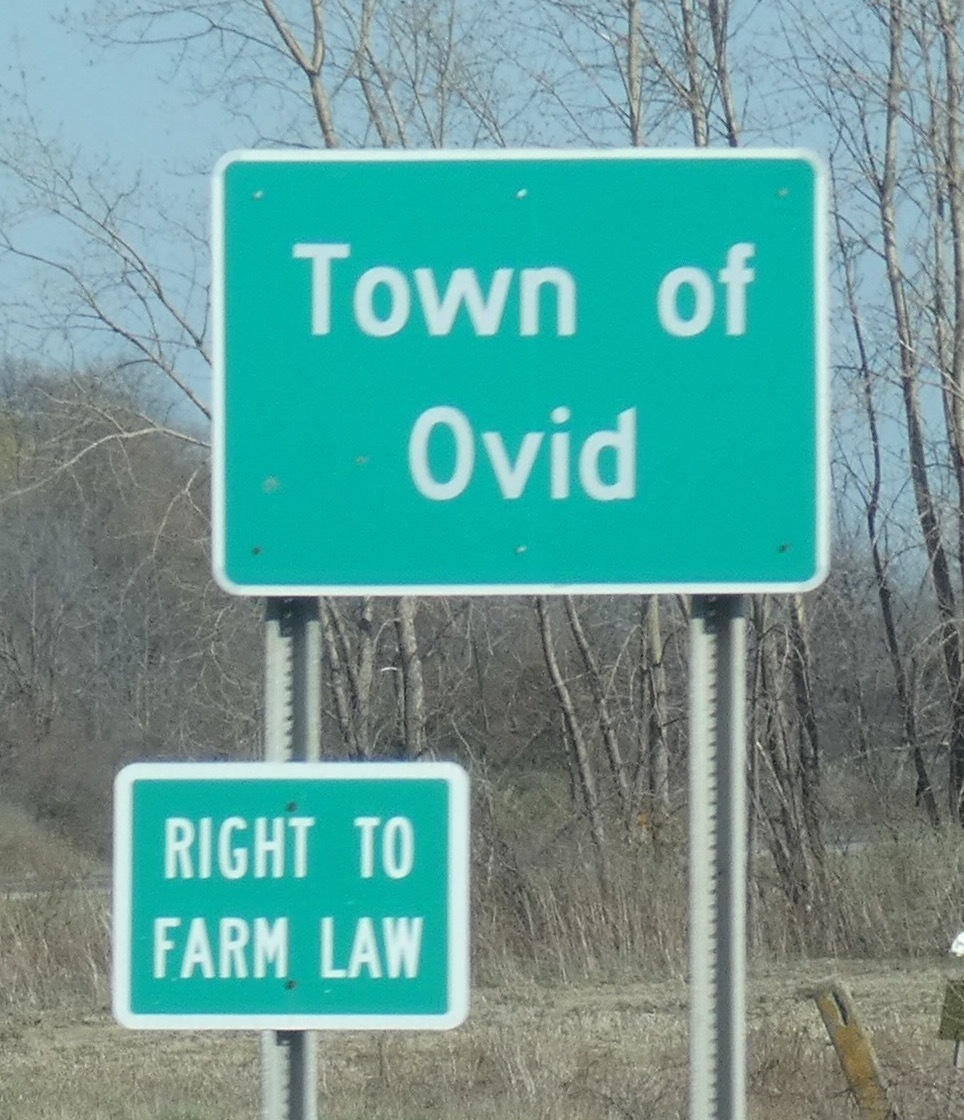 Town of
Ovid
RIGHT TO
FARM LAW